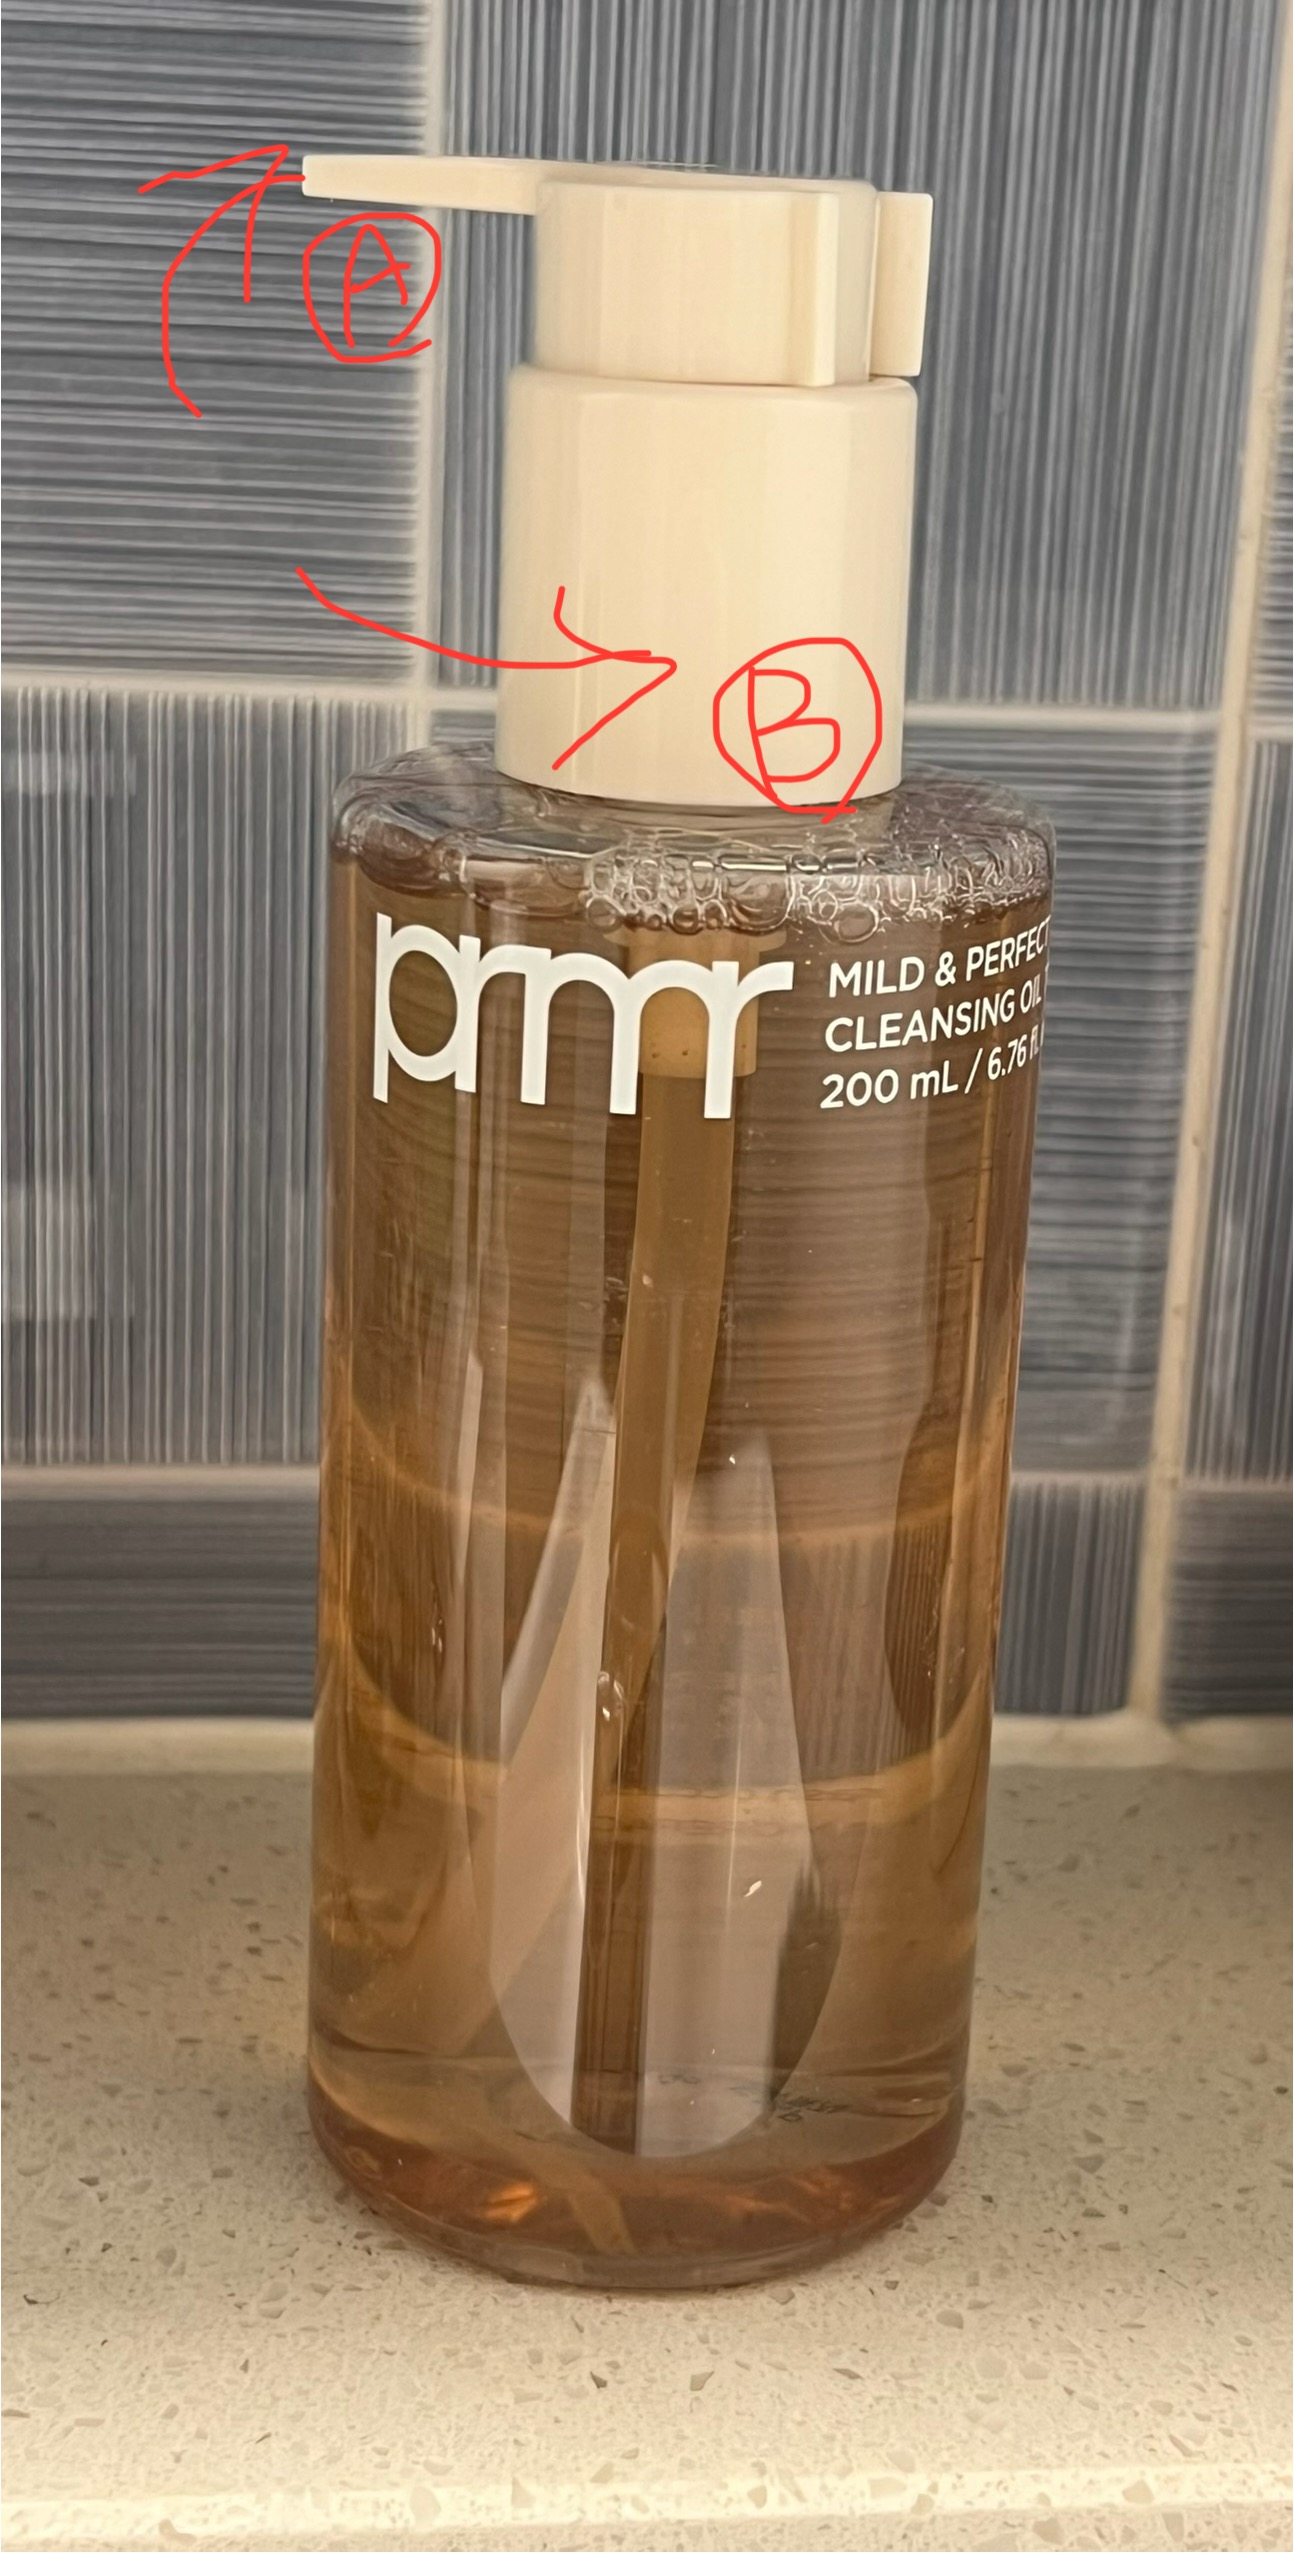 A
B
prmr
MILD & PERFECT
CLEANSING OIL
200 mL / 6.76 fl.